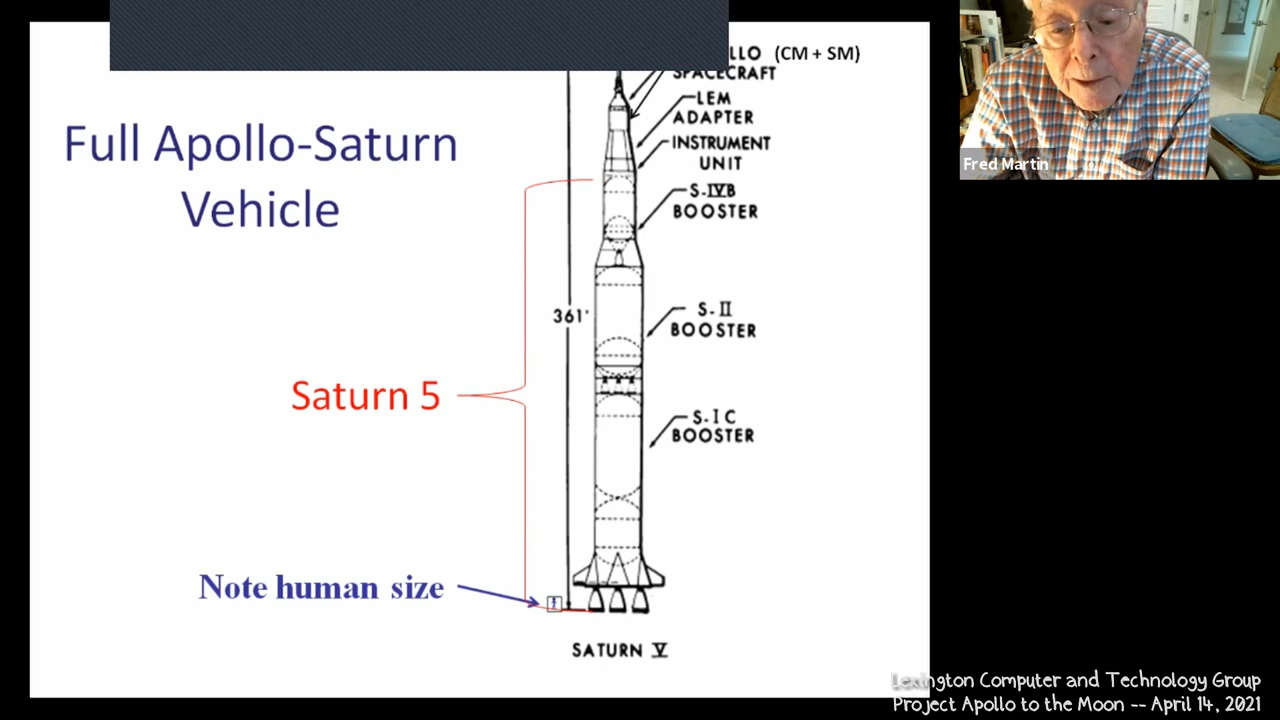 LLO (CM + SM)
SPACECRAFT
LEM
ADAPTER
INSTRUMENT
UNIT
S-IVB
BOOSTER
Full Apollo-Saturn
Vehicle
361'
S-II
BOOSTER
Saturn 5
S-IC
BOOSTER
Note human size
SATURN V
Fred Martin
Lexington Computer and Technology Group
Project Apollo to the Moon -- April 14, 2021